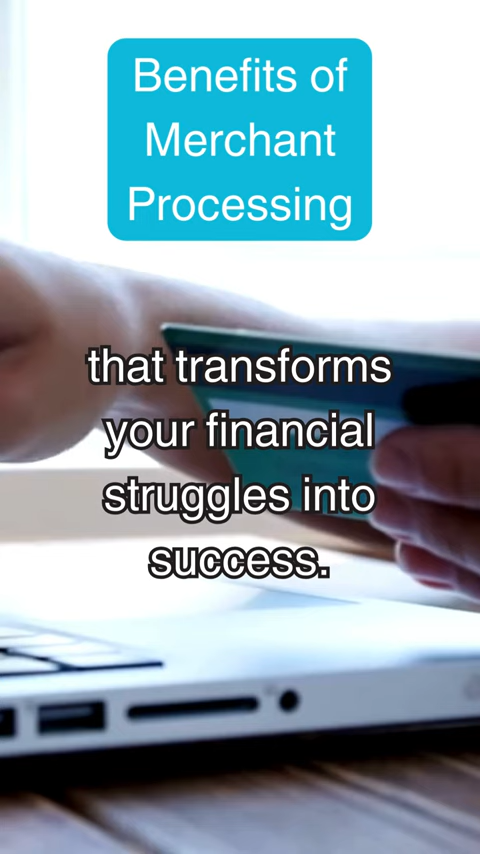 Benefits of
Merchant
Processing
that transforms
your financial
struggles into
success.